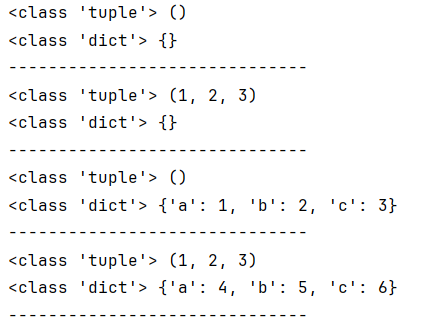 <class 'tuple'> ()
<class 'dict'> {}
------------------------------
<class 'tuple'> (1, 2, 3)
<class 'dict'> {}
------------------------------
<class 'tuple'> ()
<class 'dict'> {'a': 1, 'b': 2, 'c': 3}
------------------------------
<class 'tuple'> (1, 2, 3)
<class 'dict'> {'a': 4, 'b': 5, 'c': 6}
------------------------------